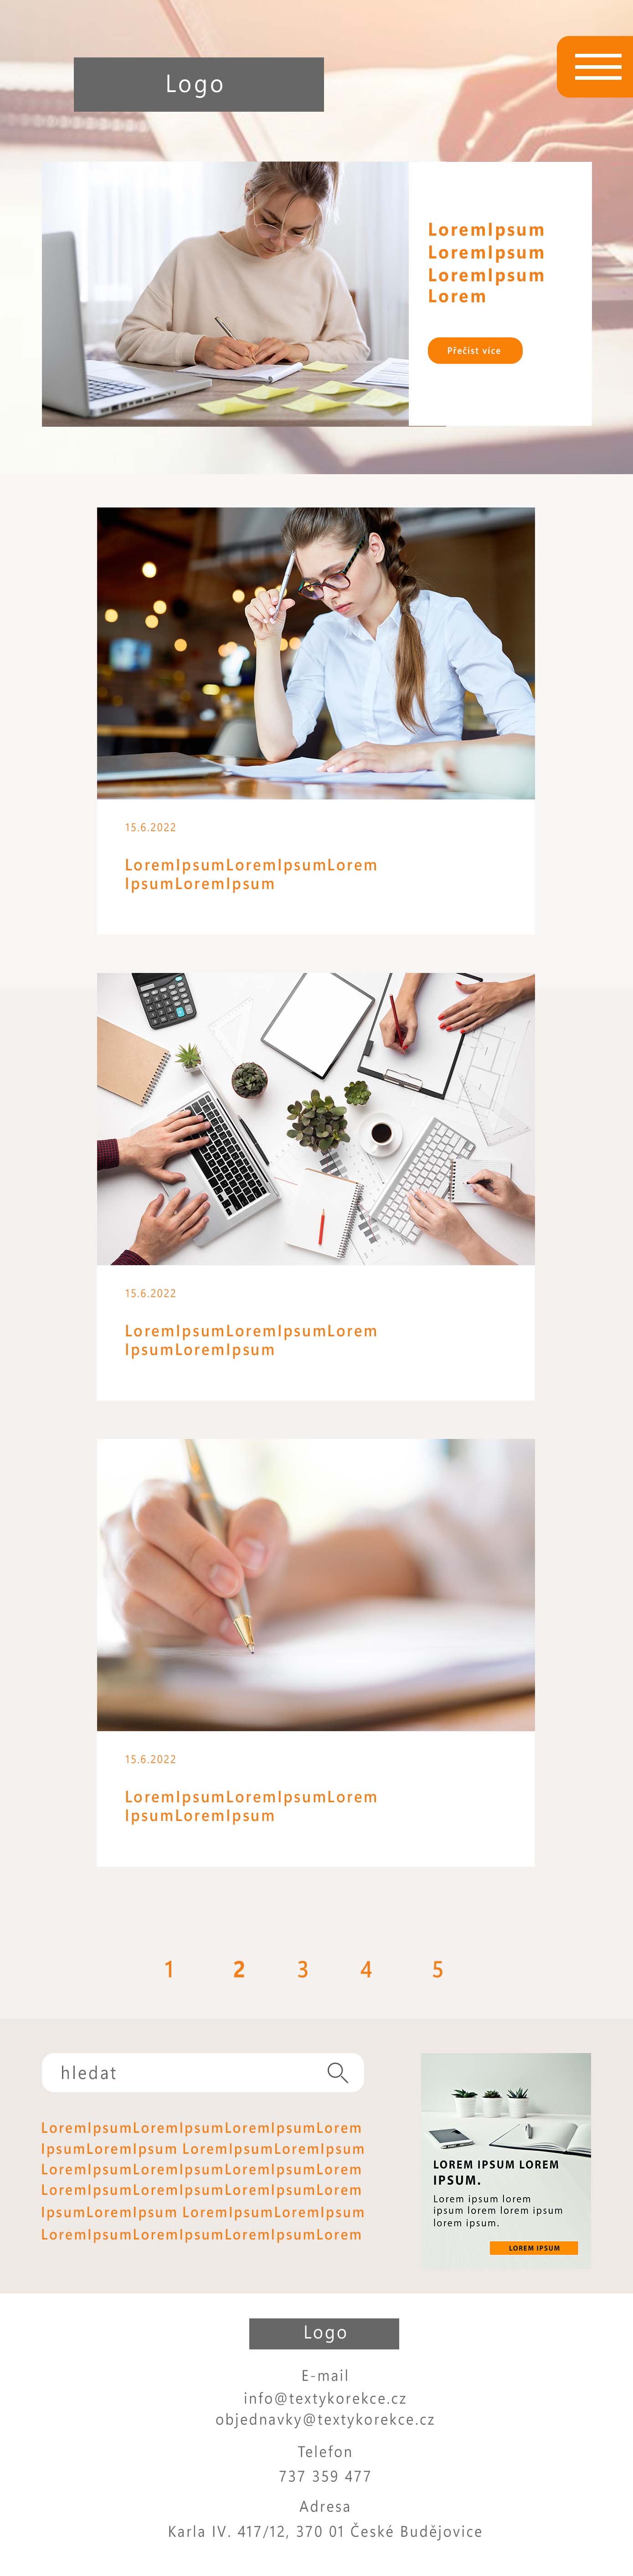 Logo
LoremIpsum
LoremIpsum
LoremIpsum
Lorem
Přečíst více
15.6.2022
LoremIpsumLoremIpsumLorem
IpsumLoremIpsum
15.6.2022
LoremIpsumLoremIpsumLorem
IpsumLoremIpsum
15.6.2022
LoremIpsumLoremIpsumLorem
IpsumLoremIpsum
1 2 3 4 5
hledat
LoremIpsumLoremIpsumLoremIpsumLorem
IpsumLoremIpsum LoremIpsumLoremIpsum
LoremIpsumLoremIpsumLoremIpsumLorem
LoremIpsumLoremIpsumLoremIpsumLorem
IpsumLoremIpsum LoremIpsumLoremIpsum
LoremIpsumLoremIpsumLoremIpsumLorem
LOREM IPSUM LOREM
IPSUM.
Lorem ipsum lorem
ipsum lorem lorem ipsum
lorem ipsum.
LOREM IPSUM
Logo
E-mail
info@textykorekce.cz
objednavky@textykorekce.cz
Telefon
737 359 477
Adresa
Karla IV. 417/12, 370 01 České Budějovice